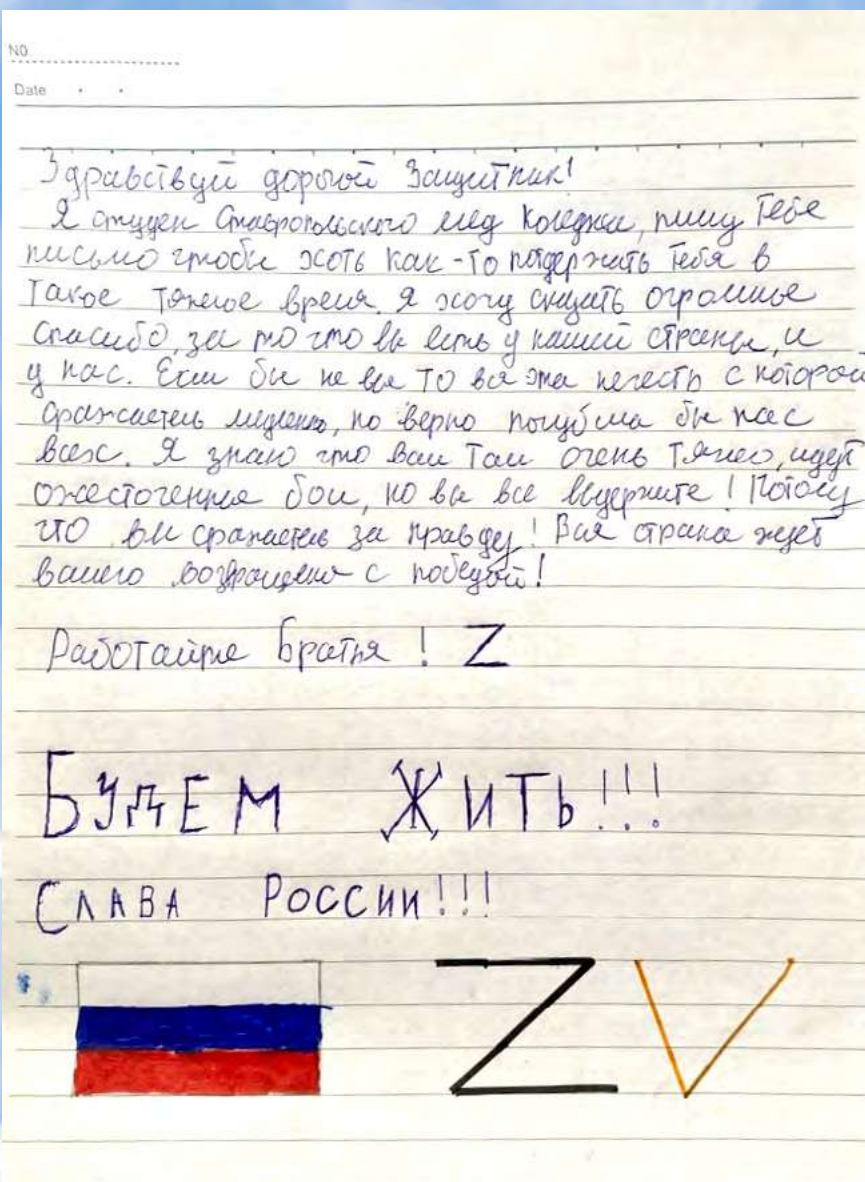 No
Date
Здравствуй дорогой Защитник!
Я студен Ставропольского мед коледжа, пишу тебе
письмо чтобы хоть как-то поддержать тебя в
такое тяжелое время. Я хочу сказать огромное
спасибо, за то что вы есть у нашей страны, и
у нас. Если бы не вы то вся эта нечесть с которой
сражаетесь медленно, но верно погубила бы нас
всех. Я знаю что вам там очень тяжело, идут
ожесточенные бои, но вы все выдержите! Потому
что вы сражаетесь за правду! Вся страна ждет
вашего возвращения с победой!
Работайте братья! Z
БУДЕМ ЖИТЬ!!!
СЛАВА РОССИИ!!!
Z V